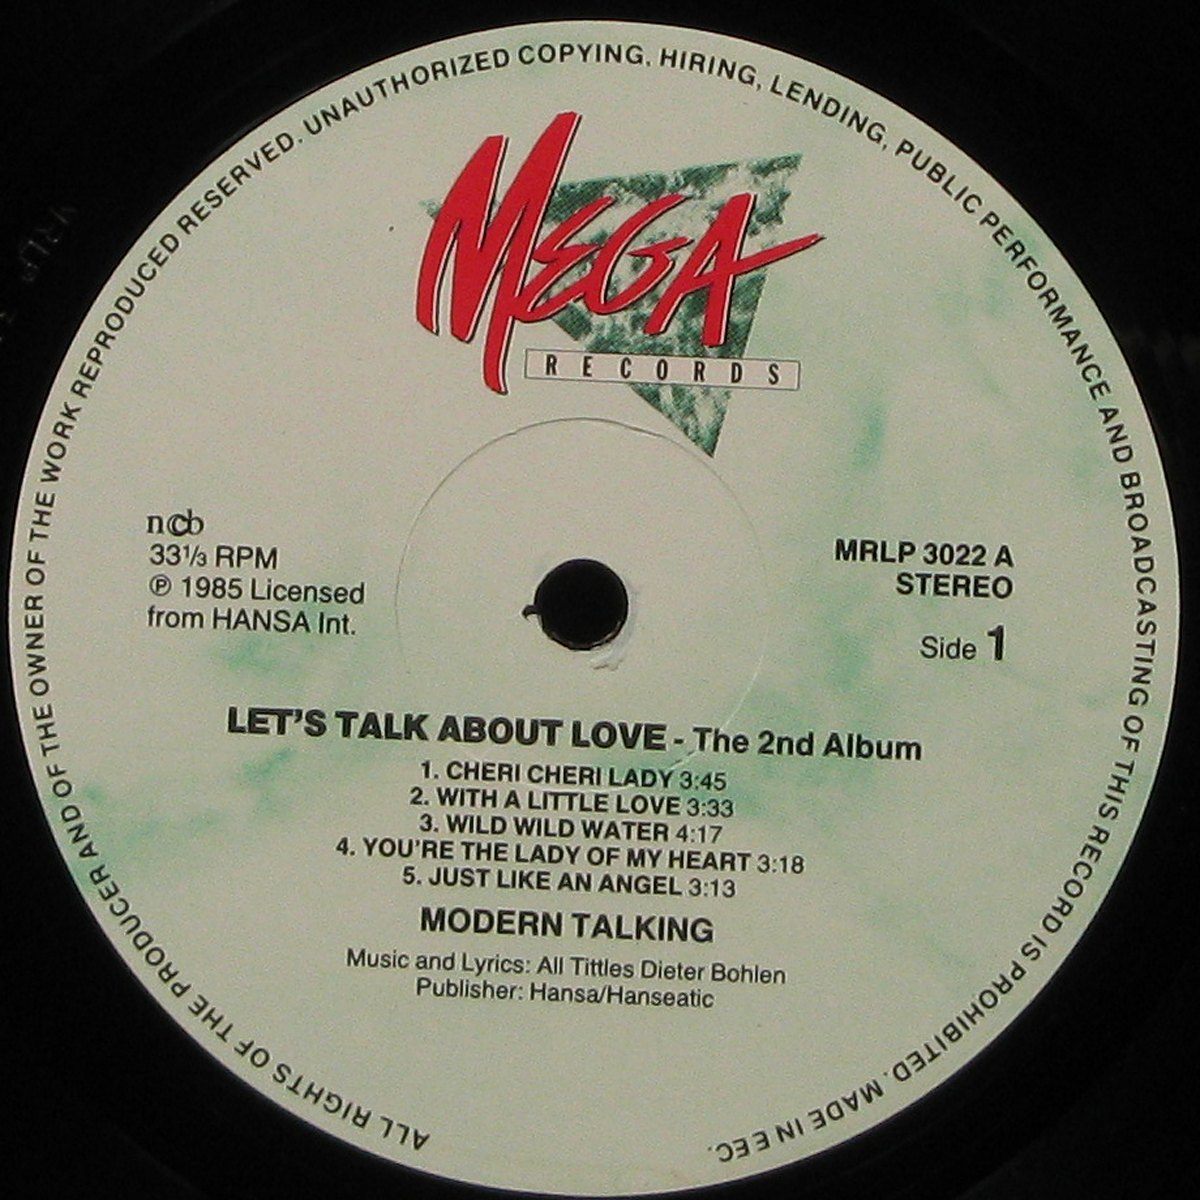 ALL RIGHTS OF THE PRODUCER AND OF THE OWNER OF THE WORK REPRODUCED RESERVED. UNAUTHORIZED COPYING, HIRING, LENDING, PUBLIC PERFORMANCE AND BROADCASTING OF THIS RECORD IS PROHIBITED. MADE IN EEC.
MEGA
RECORDS
ncb
33⅓ RPM
℗ 1985 Licensed
from HANSA Int.
MRLP 3022 A
STEREO
Side 1
LET'S TALK ABOUT LOVE - The 2nd Album
1. CHERI CHERI LADY 3:45
2. WITH A LITTLE LOVE 3:33
3. WILD WILD WATER 4:17
4. YOU'RE THE LADY OF MY HEART 3:18
5. JUST LIKE AN ANGEL 3:13
MODERN TALKING
Music and Lyrics: All Tittles Dieter Bohlen
Publisher: Hansa/Hanseatic